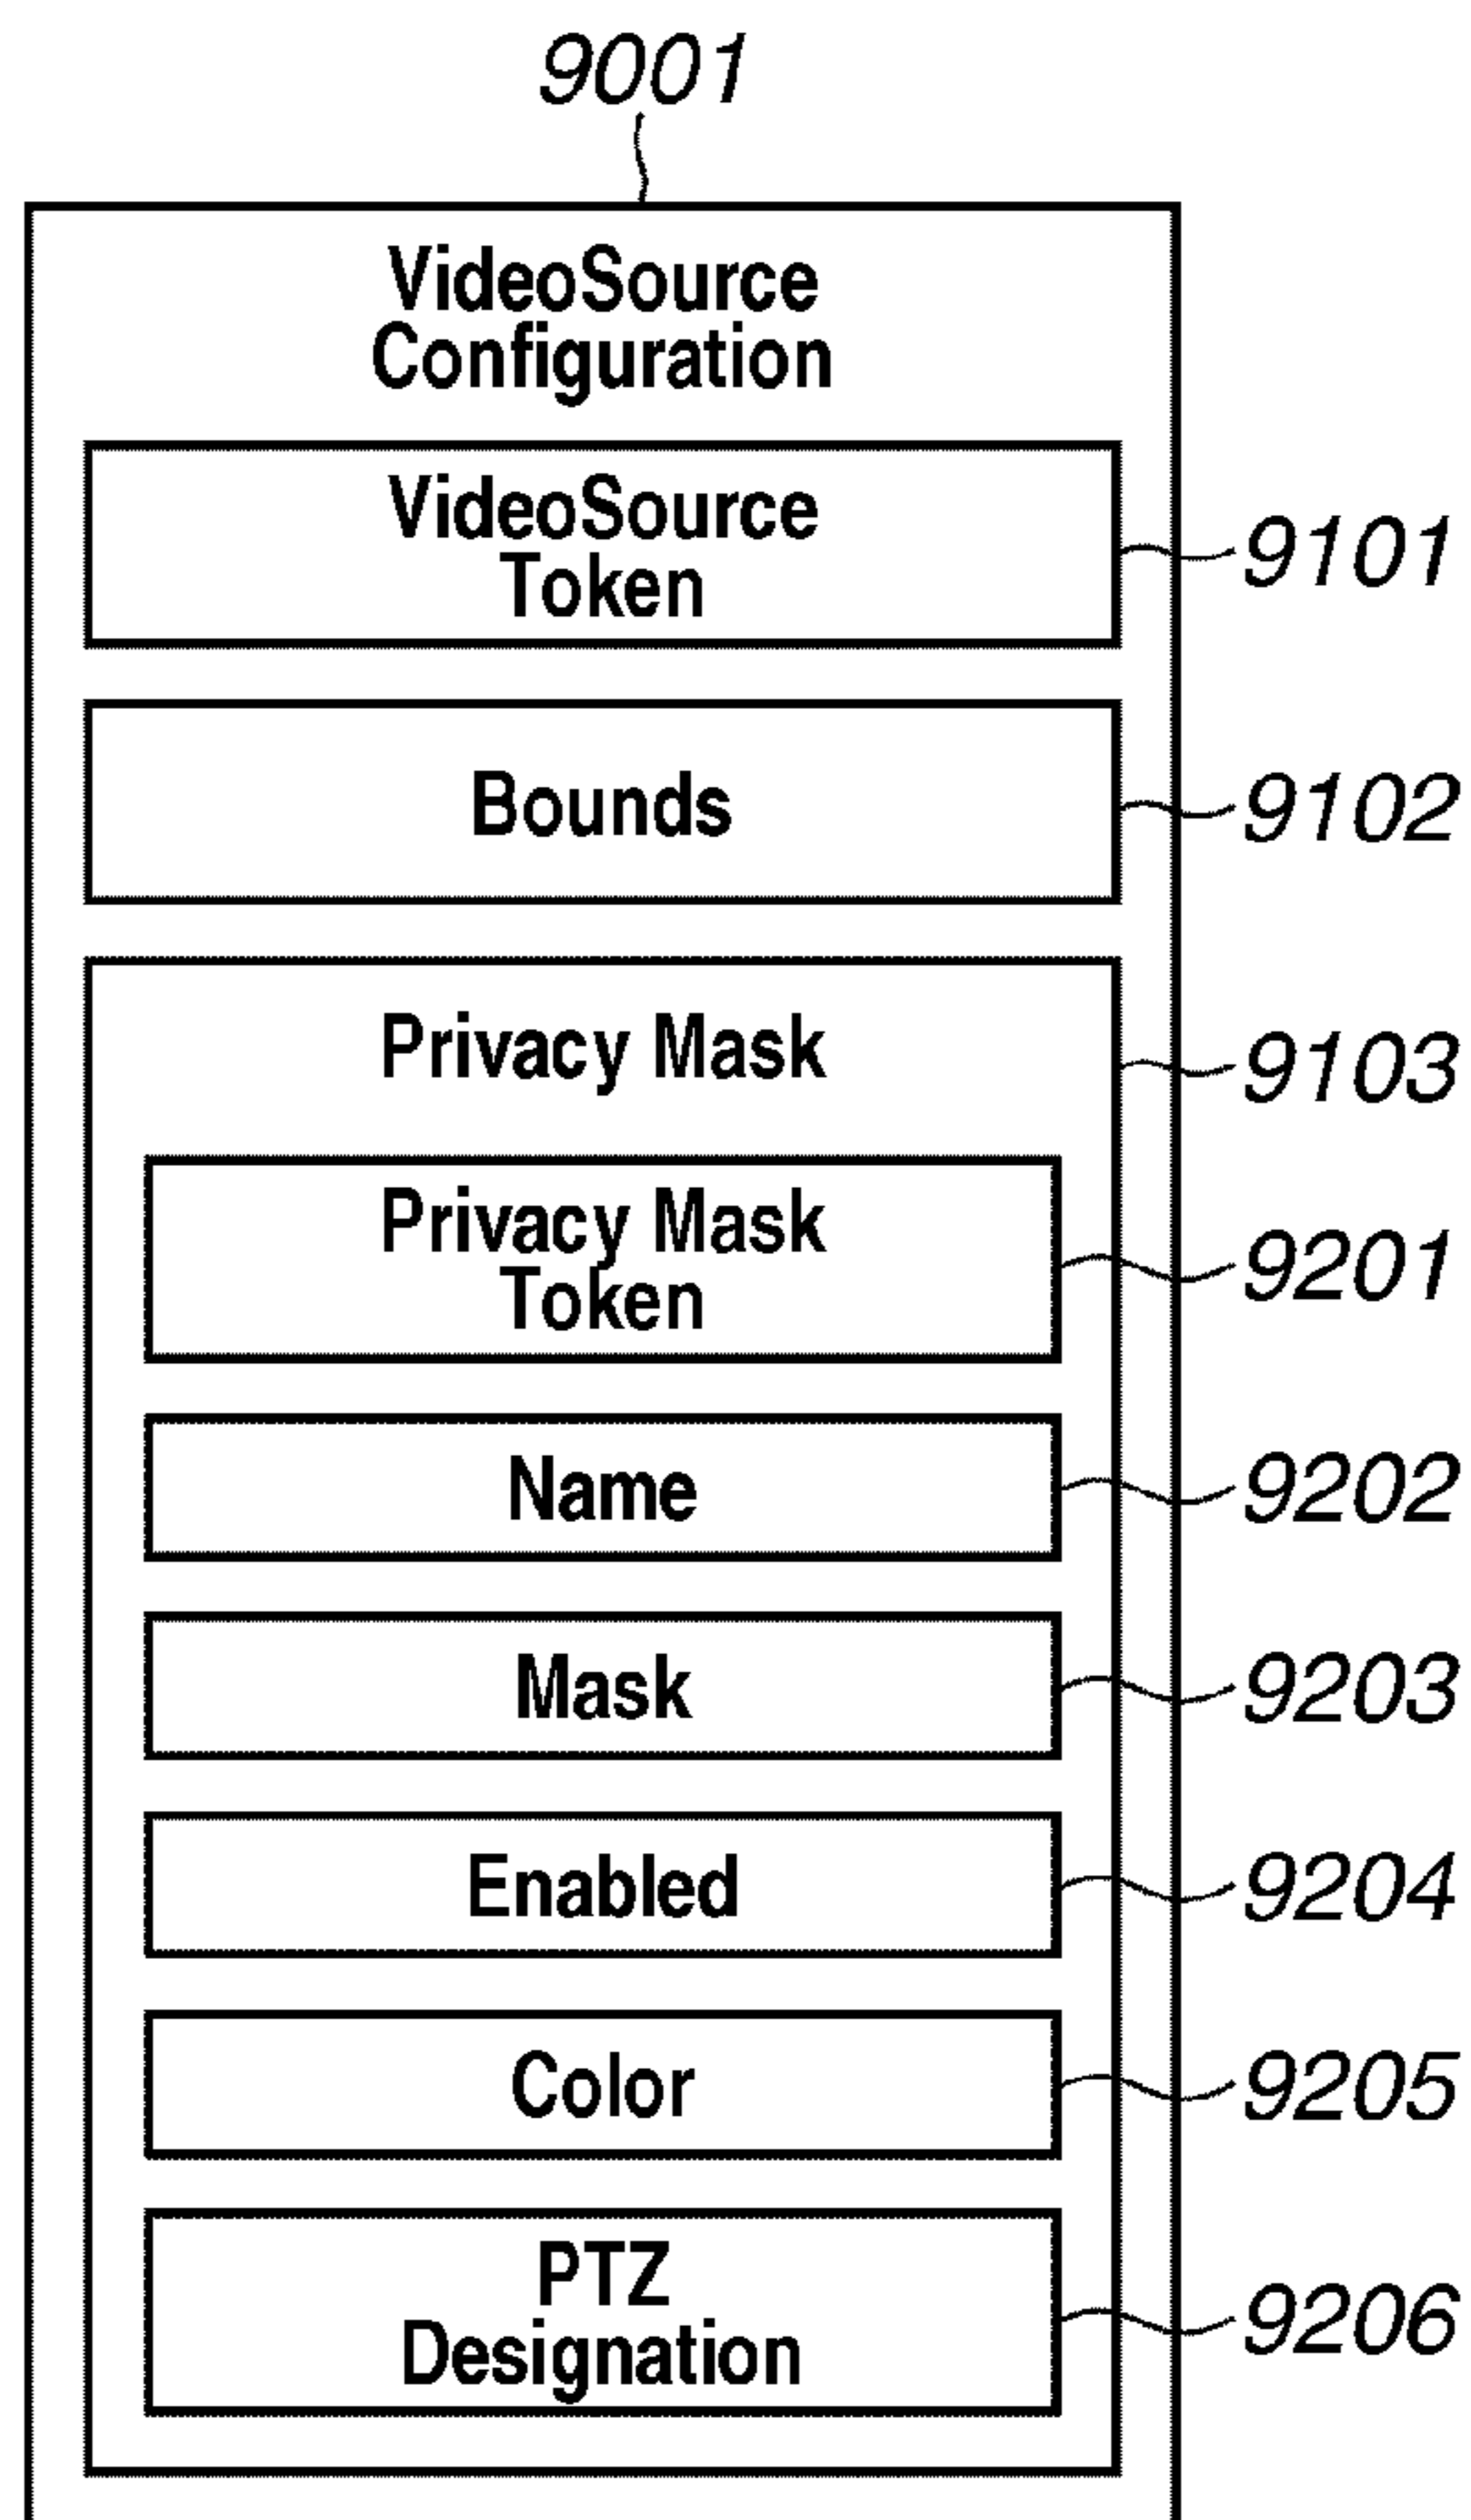 9001
VideoSource
Configuration
VideoSource
Token
9101
Bounds
9102
Privacy Mask
9103
Privacy Mask
Token
9201
Name
9202
Mask
9203
Enabled
9204
Color
9205
PTZ
Designation
9206